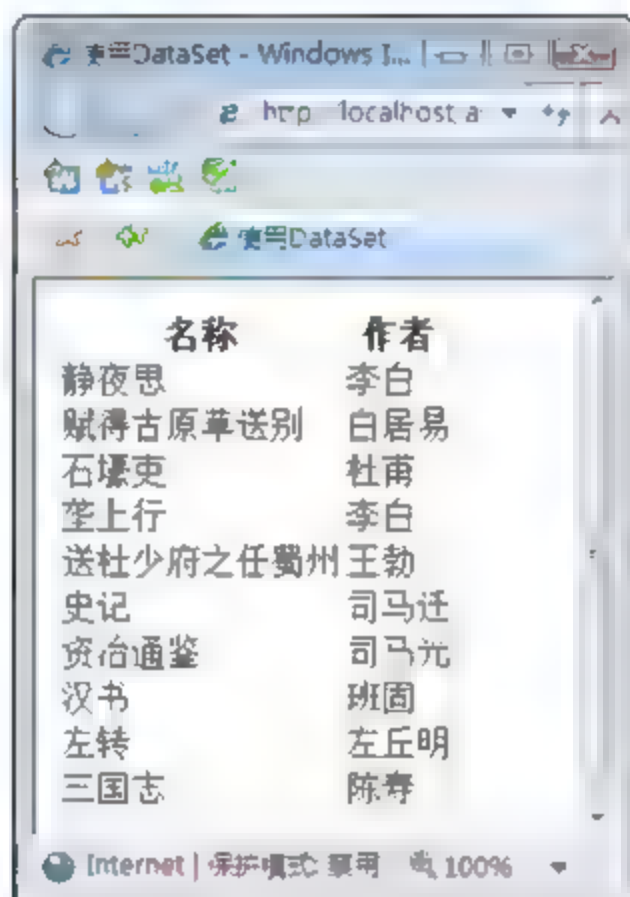 使用DataSet - Windows I...
http localhost a
使用DataSet
名称 作者
静夜思 李白
赋得古原草送别 白居易
石壕吏 杜甫
垄上行 李白
送杜少府之任蜀州 王勃
史记 司马迁
资治通鉴 司马光
汉书 班固
左转 左丘明
三国志 陈寿
Internet | 保护模式 禁用 100%